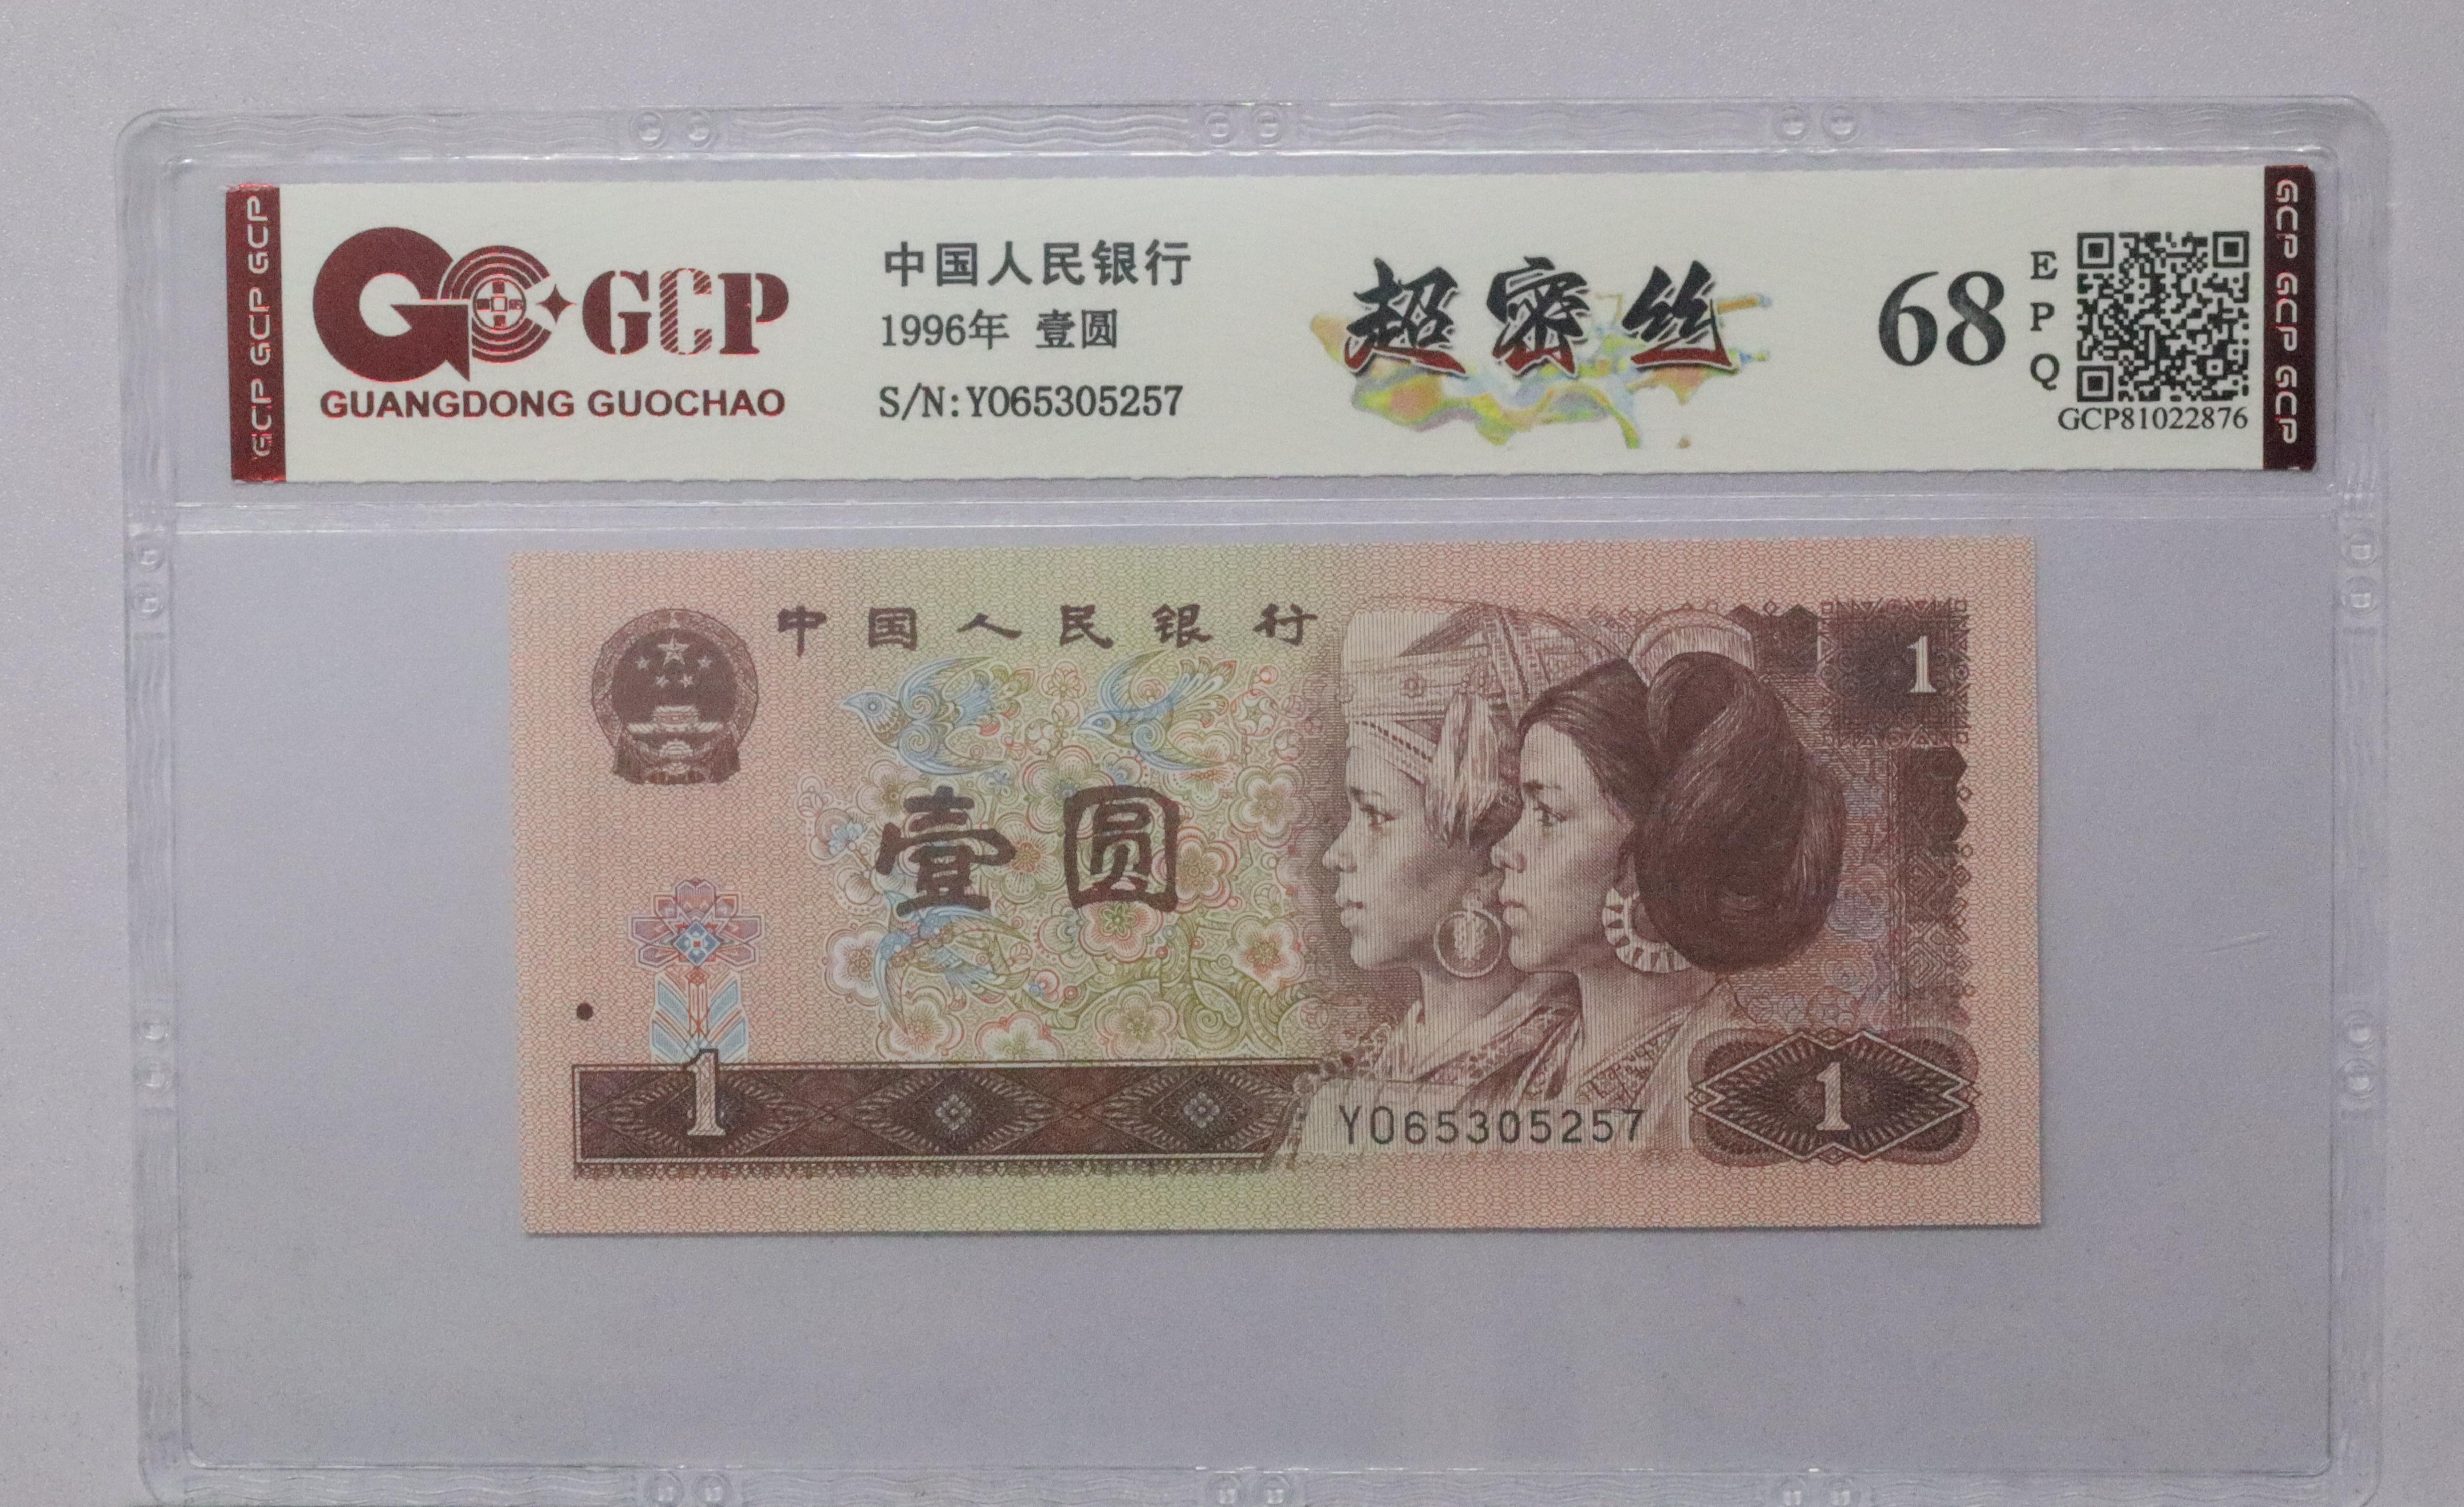 GCP GCP GCP
GCP
GUANGDONG GUOCHAO
中国人民银行
1996年 壹圆
S/N:Y065305257
超密丝
68
EPQ
GCP81022876
GCP GCP GCP
中国人民银行
1
壹圆
1
Y065305257
1